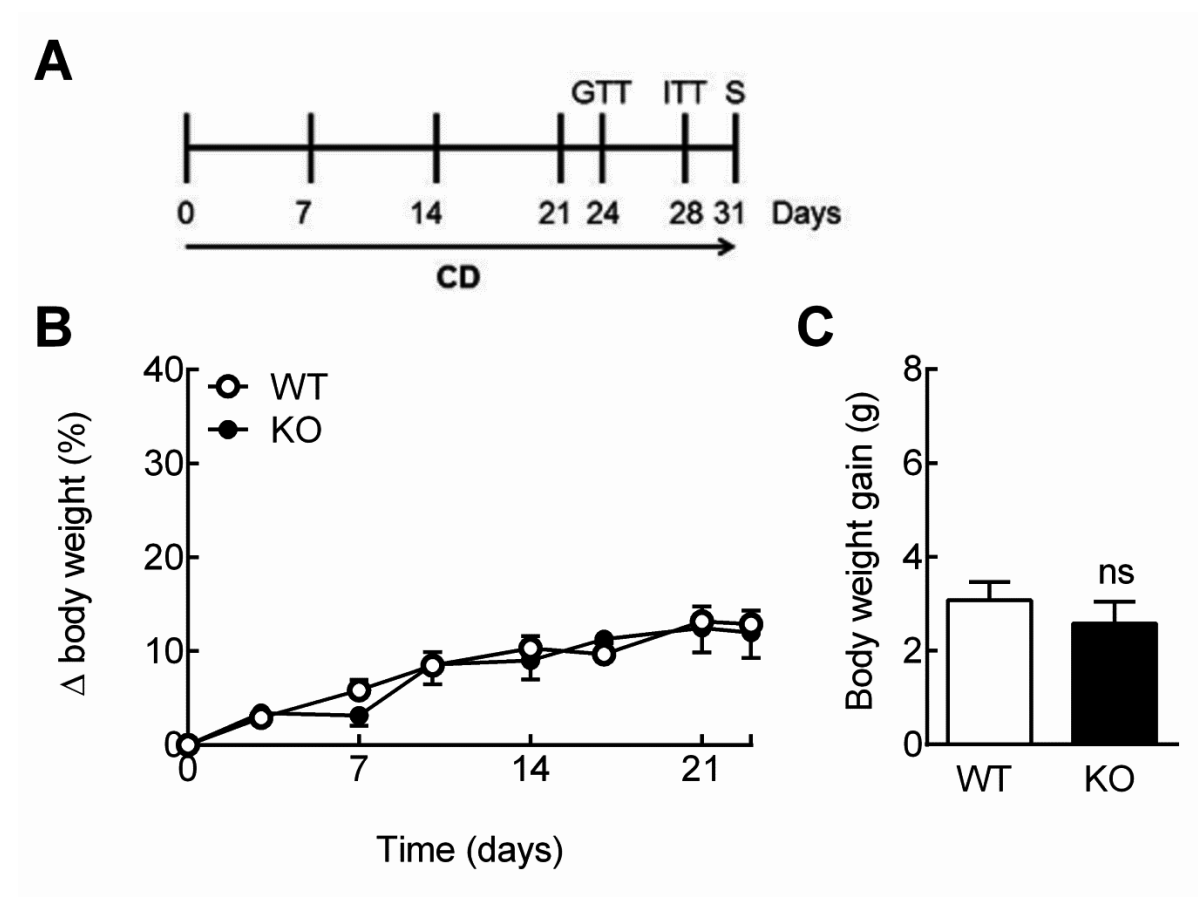 A
GTT ITT S
0 7 14 21 24 28 31 Days
CD
B
Δ body weight (%)
40
30
20
10
0
WT
KO
0 7 14 21
Time (days)
C
Body weight gain (g)
8
6
4
2
0
ns
WT KO